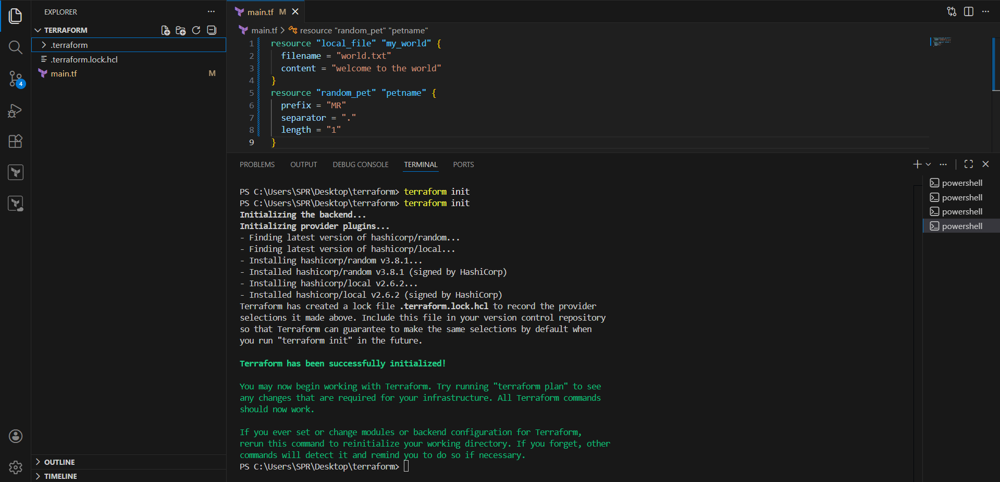 EXPLORER
TERRAFORM
.terraform
.terraform.lock.hcl
main.tf M
4
OUTLINE
TIMELINE
main.tf M
main.tf > resource "random_pet" "petname"
1 resource "local_file" "my_world" {
2 filename = "world.txt"
3 content = "welcome to the world"
4 }
5 resource "random_pet" "petname" {
6 prefix = "MR"
7 separator = "."
8 length = "1"
9 }
PROBLEMS OUTPUT DEBUG CONSOLE TERMINAL PORTS
PS C:\Users\SPR\Desktop\terraform> terraform init
PS C:\Users\SPR\Desktop\terraform> terraform init
Initializing the backend...
Initializing provider plugins...
- Finding latest version of hashicorp/random...
- Finding latest version of hashicorp/local...
- Installing hashicorp/random v3.8.1...
- Installed hashicorp/random v3.8.1 (signed by HashiCorp)
- Installing hashicorp/local v2.6.2...
- Installed hashicorp/local v2.6.2 (signed by HashiCorp)
Terraform has created a lock file .terraform.lock.hcl to record the provider
selections it made above. Include this file in your version control repository
so that Terraform can guarantee to make the same selections by default when
you run "terraform init" in the future.
Terraform has been successfully initialized!
You may now begin working with Terraform. Try running "terraform plan" to see
any changes that are required for your infrastructure. All Terraform commands
should now work.
If you ever set or change modules or backend configuration for Terraform,
rerun this command to reinitialize your working directory. If you forget, other
commands will detect it and remind you to do so if necessary.
PS C:\Users\SPR\Desktop\terraform>
powershell
powershell
powershell
powershell